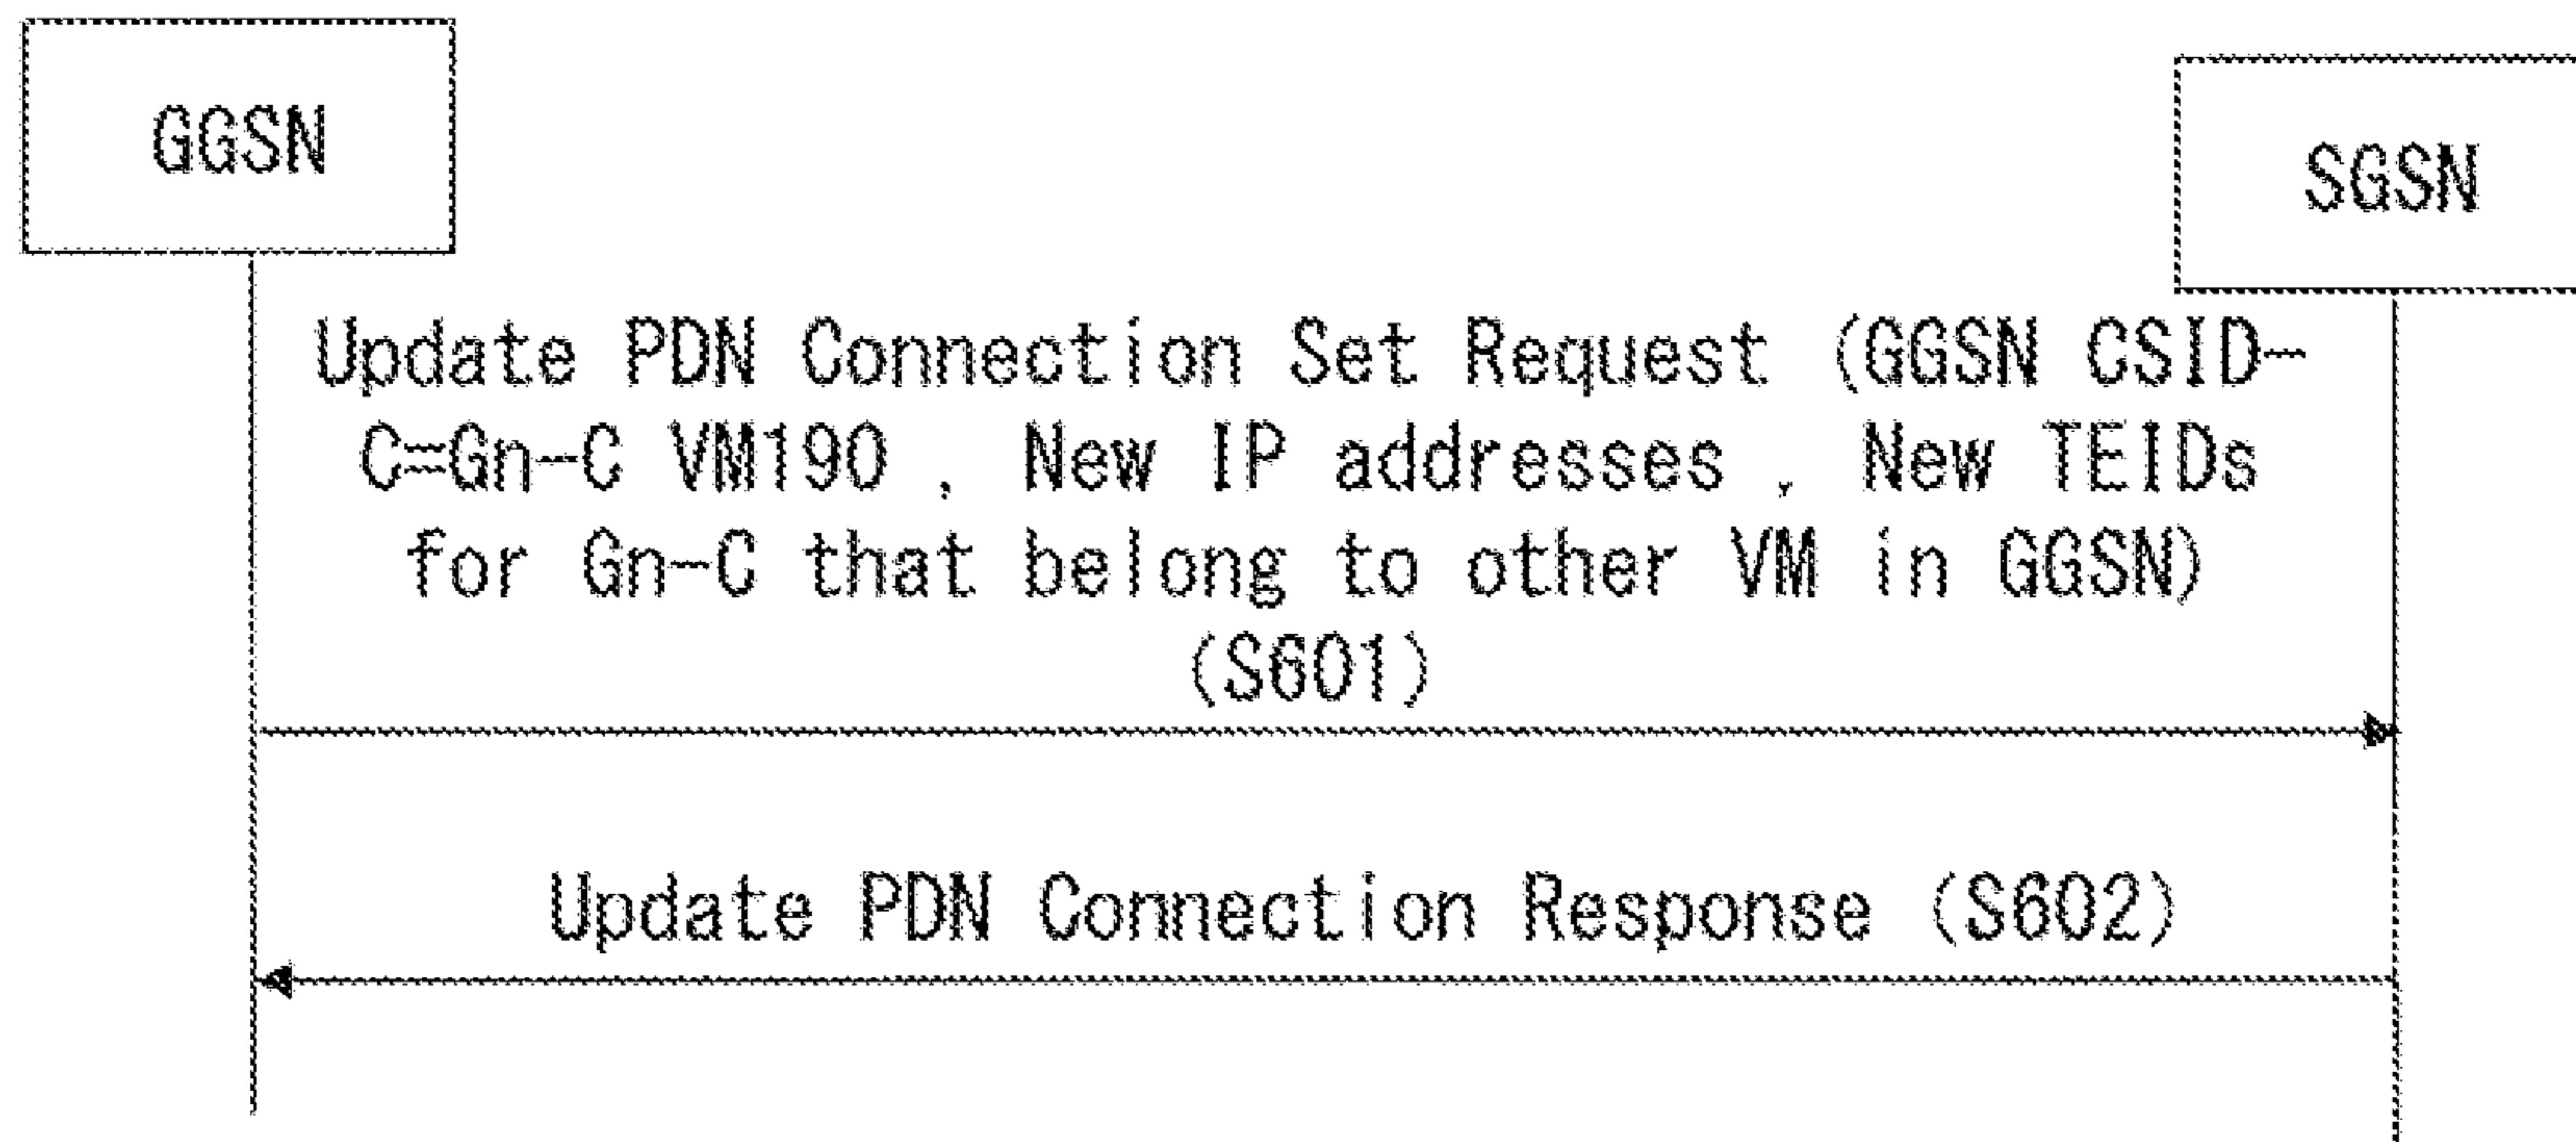 GGSN
SGSN
Update PDN Connection Set Request (GGSN CSID-
C=Gn-C VM190 , New IP addresses , New TEIDs
for Gn-C that belong to other VM in GGSN)
(S601)
Update PDN Connection Response (S602)